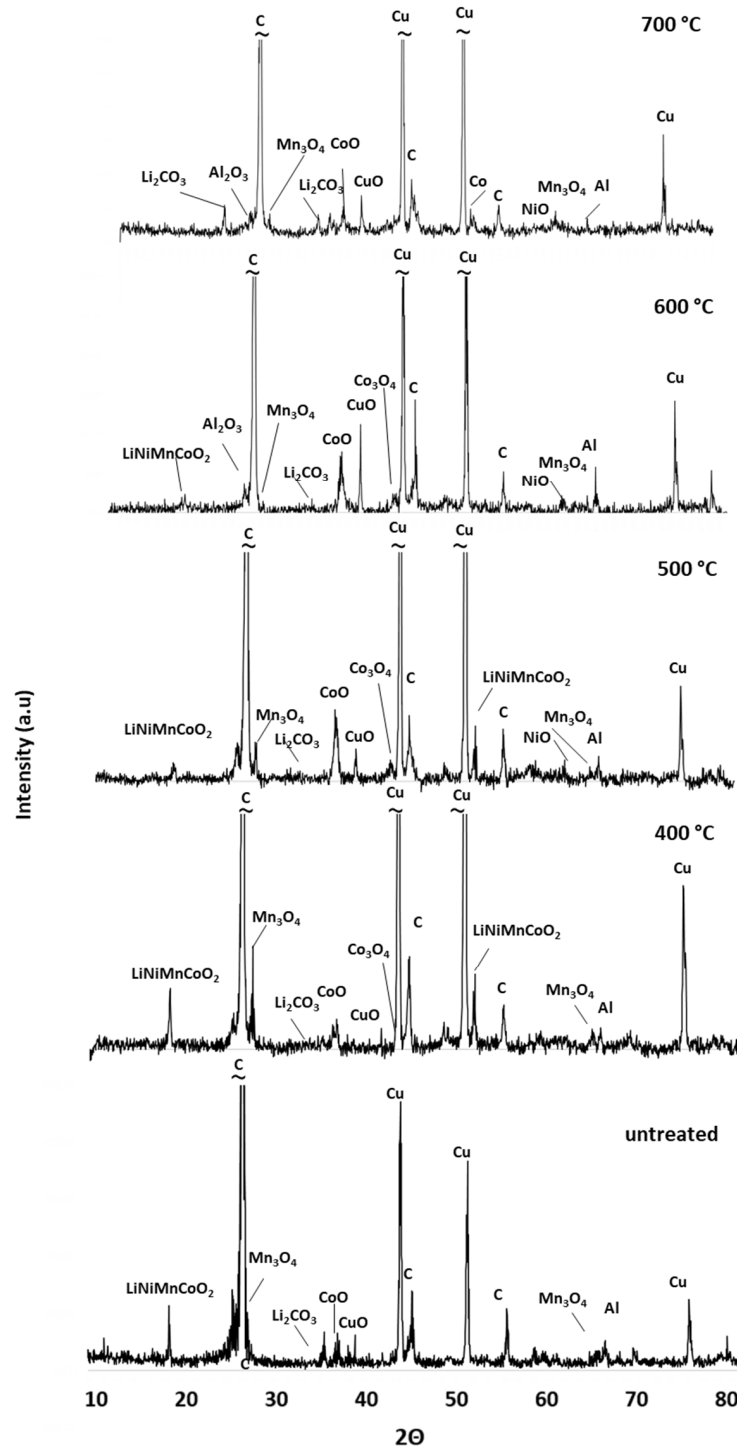 C
~
Cu
~
Cu
~
700 °C
Cu
Li₂CO₃
Al₂O₃
Mn₃O₄
CoO
Li₂CO₃
CuO
C
Co
C
NiO
Mn₃O₄
Al
C
~
Cu
~
Cu
~
600 °C
Cu
LiNiMnCoO₂
Al₂O₃
Mn₃O₄
Li₂CO₃
CoO
CuO
Co₃O₄
C
C
NiO
Mn₃O₄
Al
C
~
Cu
~
Cu
~
500 °C
Cu
LiNiMnCoO₂
Mn₃O₄
Li₂CO₃
CoO
CuO
Co₃O₄
C
LiNiMnCoO₂
C
Mn₃O₄
NiO
Al
Intensity (a.u)
C
~
Cu
~
Cu
~
400 °C
Cu
LiNiMnCoO₂
Mn₃O₄
Li₂CO₃
CoO
CuO
Co₃O₄
C
LiNiMnCoO₂
C
Mn₃O₄
Al
C
~
Cu
Cu
untreated
LiNiMnCoO₂
Mn₃O₄
C
Li₂CO₃
CoO
CuO
C
C
Mn₃O₄
Al
Cu
10 20 30 40 50 60 70 80
2Θ